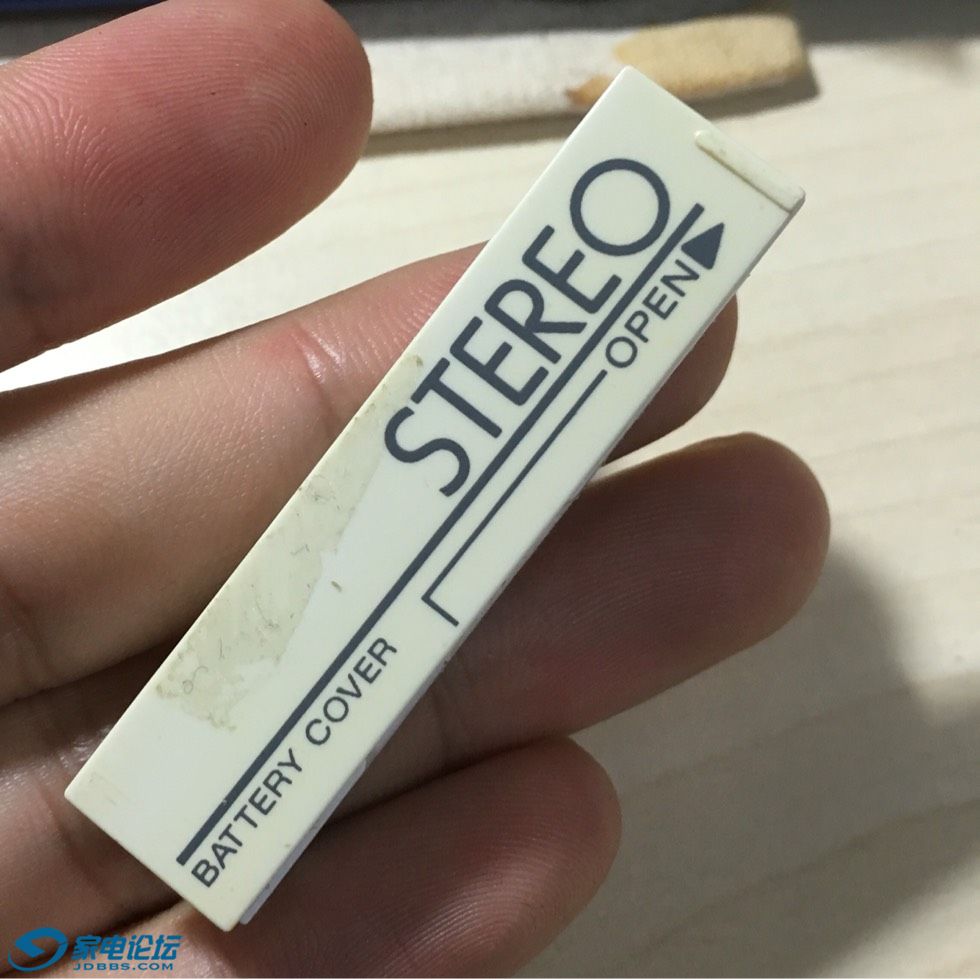 STEREO
OPEN
BATTERY COVER
家电论坛
JDBBS.COM